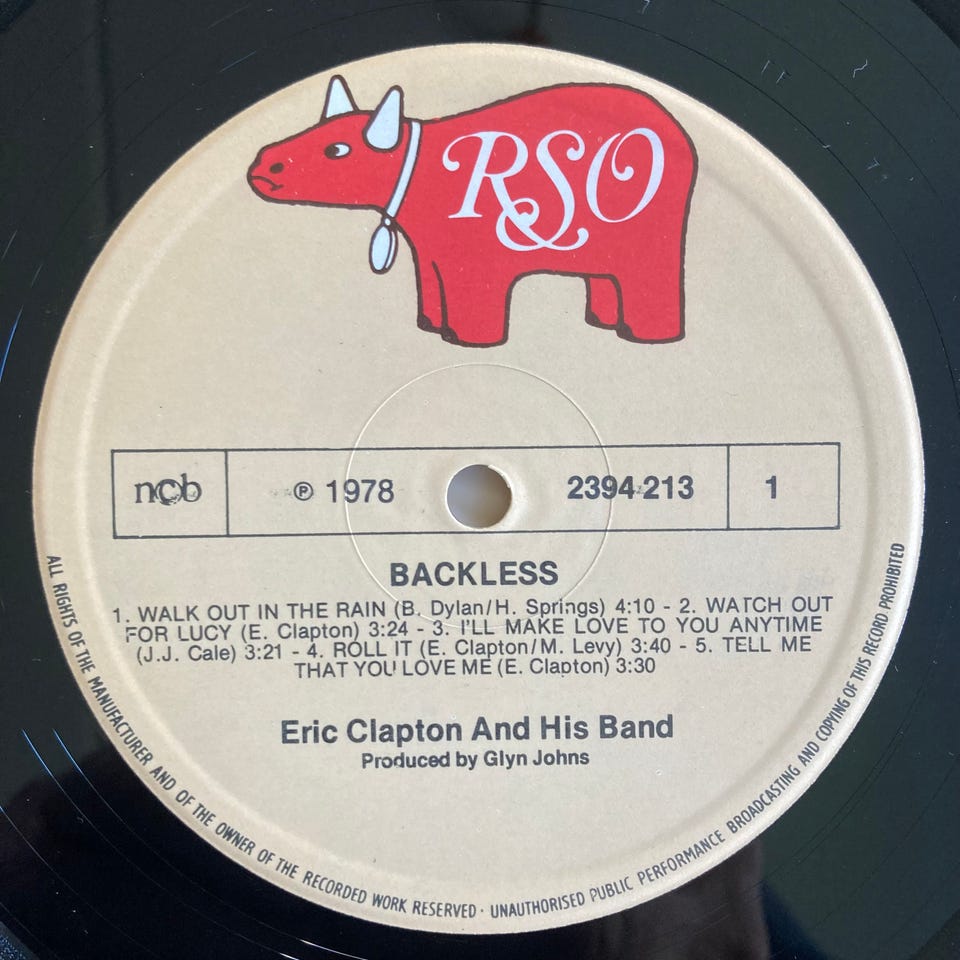 RSO
ncb
℗ 1978
2394 213
1
BACKLESS
1. WALK OUT IN THE RAIN (B. Dylan/H. Springs) 4:10 - 2. WATCH OUT
FOR LUCY (E. Clapton) 3:24 - 3. I'LL MAKE LOVE TO YOU ANYTIME
(J.J. Cale) 3:21 - 4. ROLL IT (E. Clapton/M. Levy) 3:40 - 5. TELL ME
THAT YOU LOVE ME (E. Clapton) 3:30
Eric Clapton And His Band
Produced by Glyn Johns
ALL RIGHTS OF THE MANUFACTURER AND OF THE OWNER OF THE RECORDED WORK RESERVED · UNAUTHORISED PUBLIC PERFORMANCE BROADCASTING AND COPYING OF THIS RECORD PROHIBITED